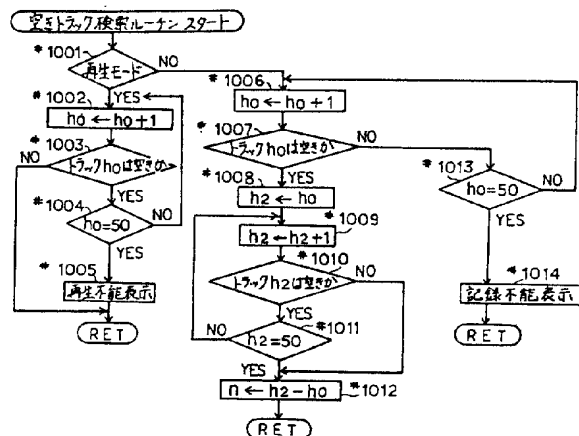 空きトラック検索ルーチン スタート
*1001
再生モード
NO
YES
*1002
h0←h0+1
*1003
トラックh0は空きか
NO
YES
*1004
h0=50
NO
YES
*1005
再生不能表示
RET
*1006
h0←h0+1
*1007
トラックh0は空きか
NO
YES
*1008
h2←h0
*1009
h2←h2+1
*1010
トラックh2は空きか
NO
YES
*1011
h2=50
NO
YES
*1012
n←h2-h0
RET
*1013
h0=50
NO
YES
*1014
記録不能表示
RET